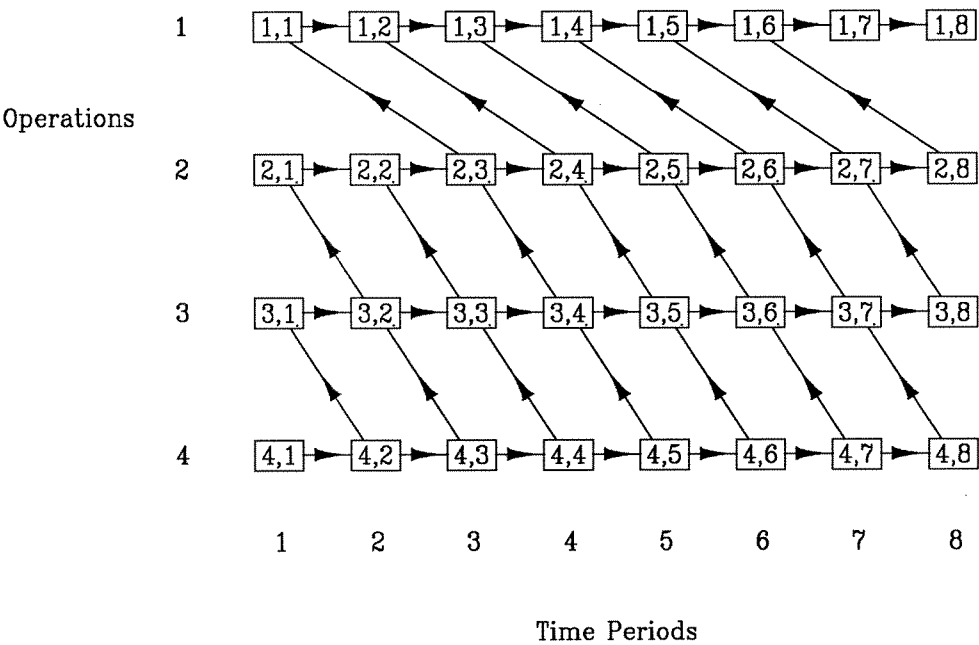 1 1,1 1,2 1,3 1,4 1,5 1,6 1,7 1,8
Operations
2 2,1 2,2 2,3 2,4 2,5 2,6 2,7 2,8
3 3,1 3,2 3,3 3,4 3,5 3,6 3,7 3,8
4 4,1 4,2 4,3 4,4 4,5 4,6 4,7 4,8
1 2 3 4 5 6 7 8
Time Periods